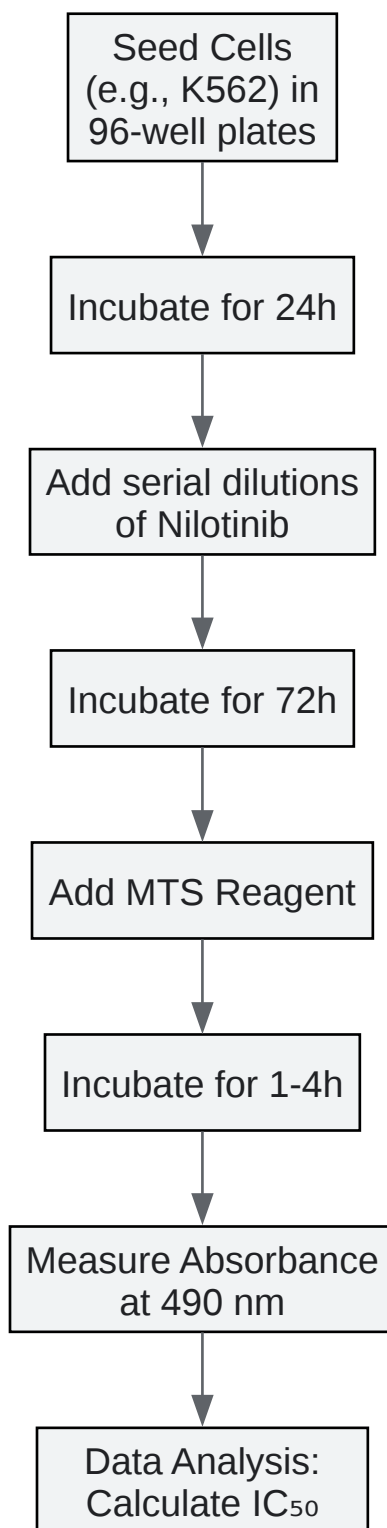 Seed Cells
(e.g., K562) in
96-well plates
Incubate for 24h
Add serial dilutions
of Nilotinib
Incubate for 72h
Add MTS Reagent
Incubate for 1-4h
Measure Absorbance
at 490 nm
Data Analysis:
Calculate IC₅₀